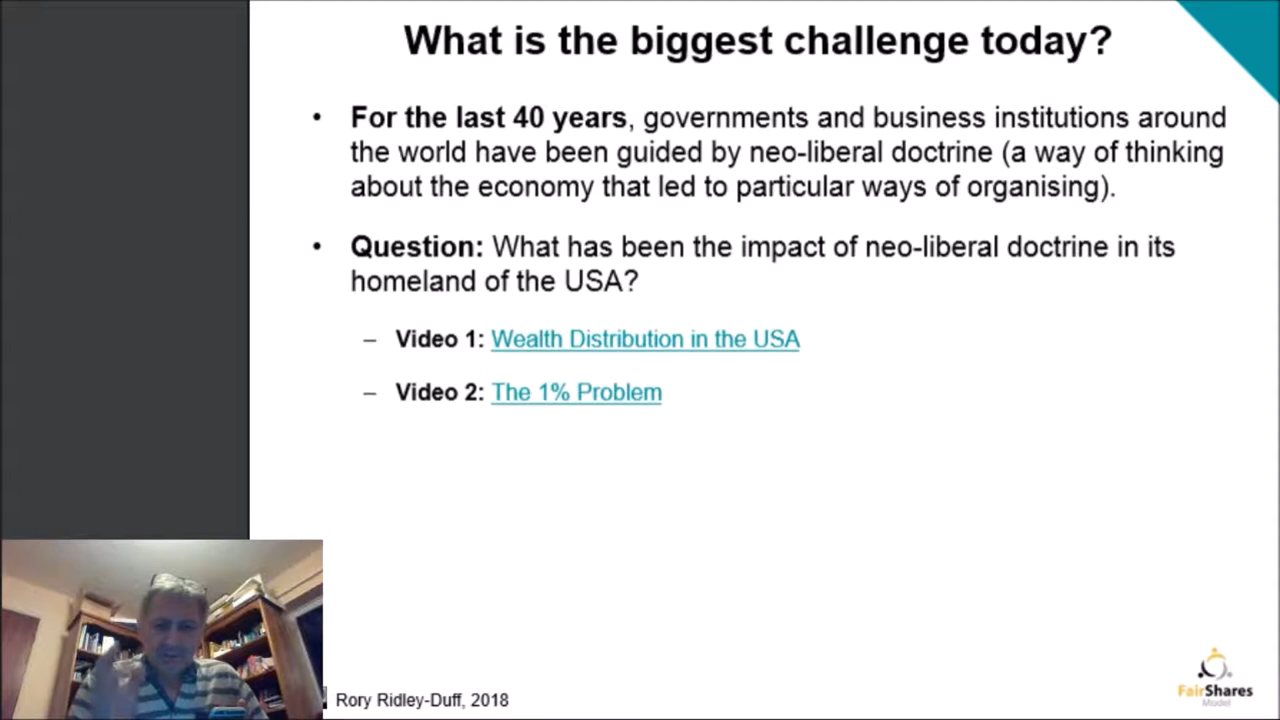 What is the biggest challenge today?
• For the last 40 years, governments and business institutions around
the world have been guided by neo-liberal doctrine (a way of thinking
about the economy that led to particular ways of organising).
• Question: What has been the impact of neo-liberal doctrine in its
homeland of the USA?
– Video 1: Wealth Distribution in the USA
– Video 2: The 1% Problem
Rory Ridley-Duff, 2018
FairShares
Model